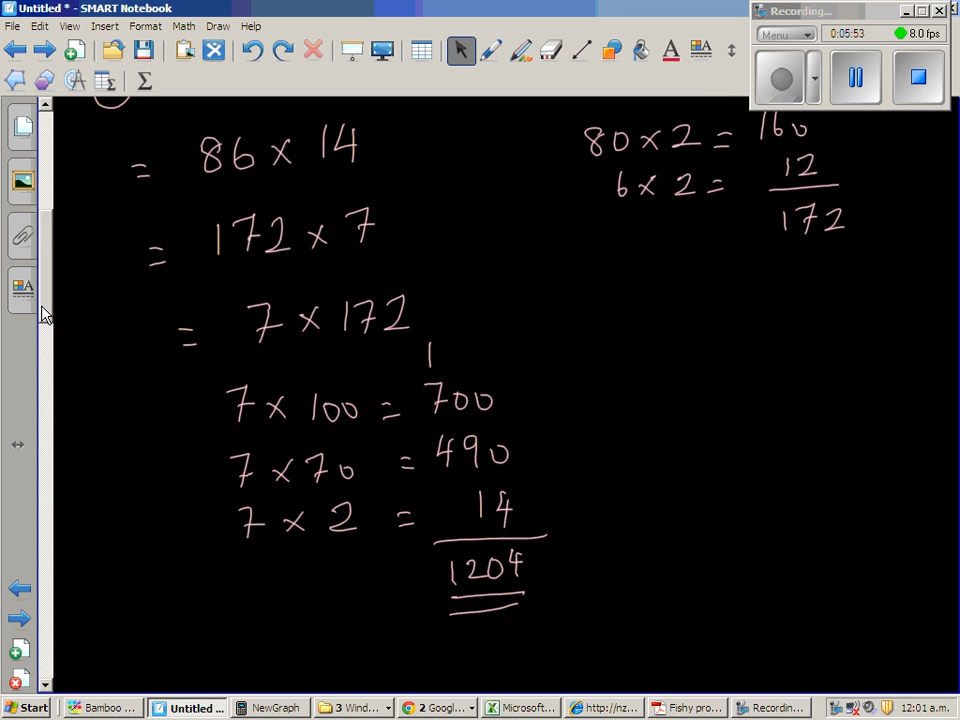 Untitled * - SMART Notebook
File Edit View Insert Format Math Draw Help
Recording...
Menu 0:05:53 8.0 fps
= 86 × 14
80 × 2 = 160
6 × 2 = 12
172
= 172 × 7
= 7 × 172
1
7 × 100 = 700
7 × 70 = 490
7 × 2 = 14
1204
Start Bamboo ... Untitled ... NewGraph 3 Wind... 2 Googl... Microsoft... http://nz... Fishy pro... Recordin... 12:01 a.m.